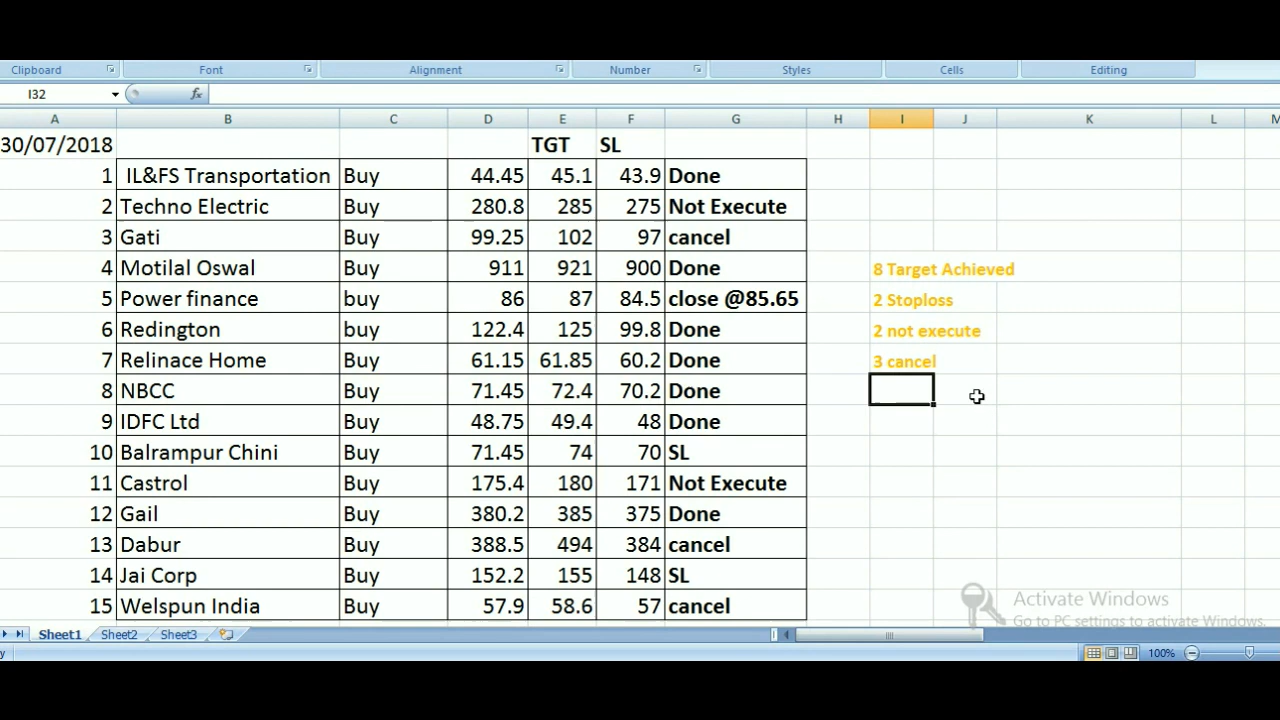 Clipboard Font Alignment Number Styles Cells Editing
I32 fx
A B C D E F G H I J K L M
30/07/2018 TGT SL
1 IL&FS Transportation Buy 44.45 45.1 43.9 Done
2 Techno Electric Buy 280.8 285 275 Not Execute
3 Gati Buy 99.25 102 97 cancel
4 Motilal Oswal Buy 911 921 900 Done 8 Target Achieved
5 Power finance buy 86 87 84.5 close @85.65 2 Stoploss
6 Redington buy 122.4 125 99.8 Done 2 not execute
7 Relinace Home Buy 61.15 61.85 60.2 Done 3 cancel
8 NBCC Buy 71.45 72.4 70.2 Done
9 IDFC Ltd Buy 48.75 49.4 48 Done
10 Balrampur Chini Buy 71.45 74 70 SL
11 Castrol Buy 175.4 180 171 Not Execute
12 Gail Buy 380.2 385 375 Done
13 Dabur Buy 388.5 494 384 cancel
14 Jai Corp Buy 152.2 155 148 SL
15 Welspun India Buy 57.9 58.6 57 cancel
Activate Windows
Go to PC settings to activate Windows.
Sheet1 Sheet2 Sheet3
y 100%